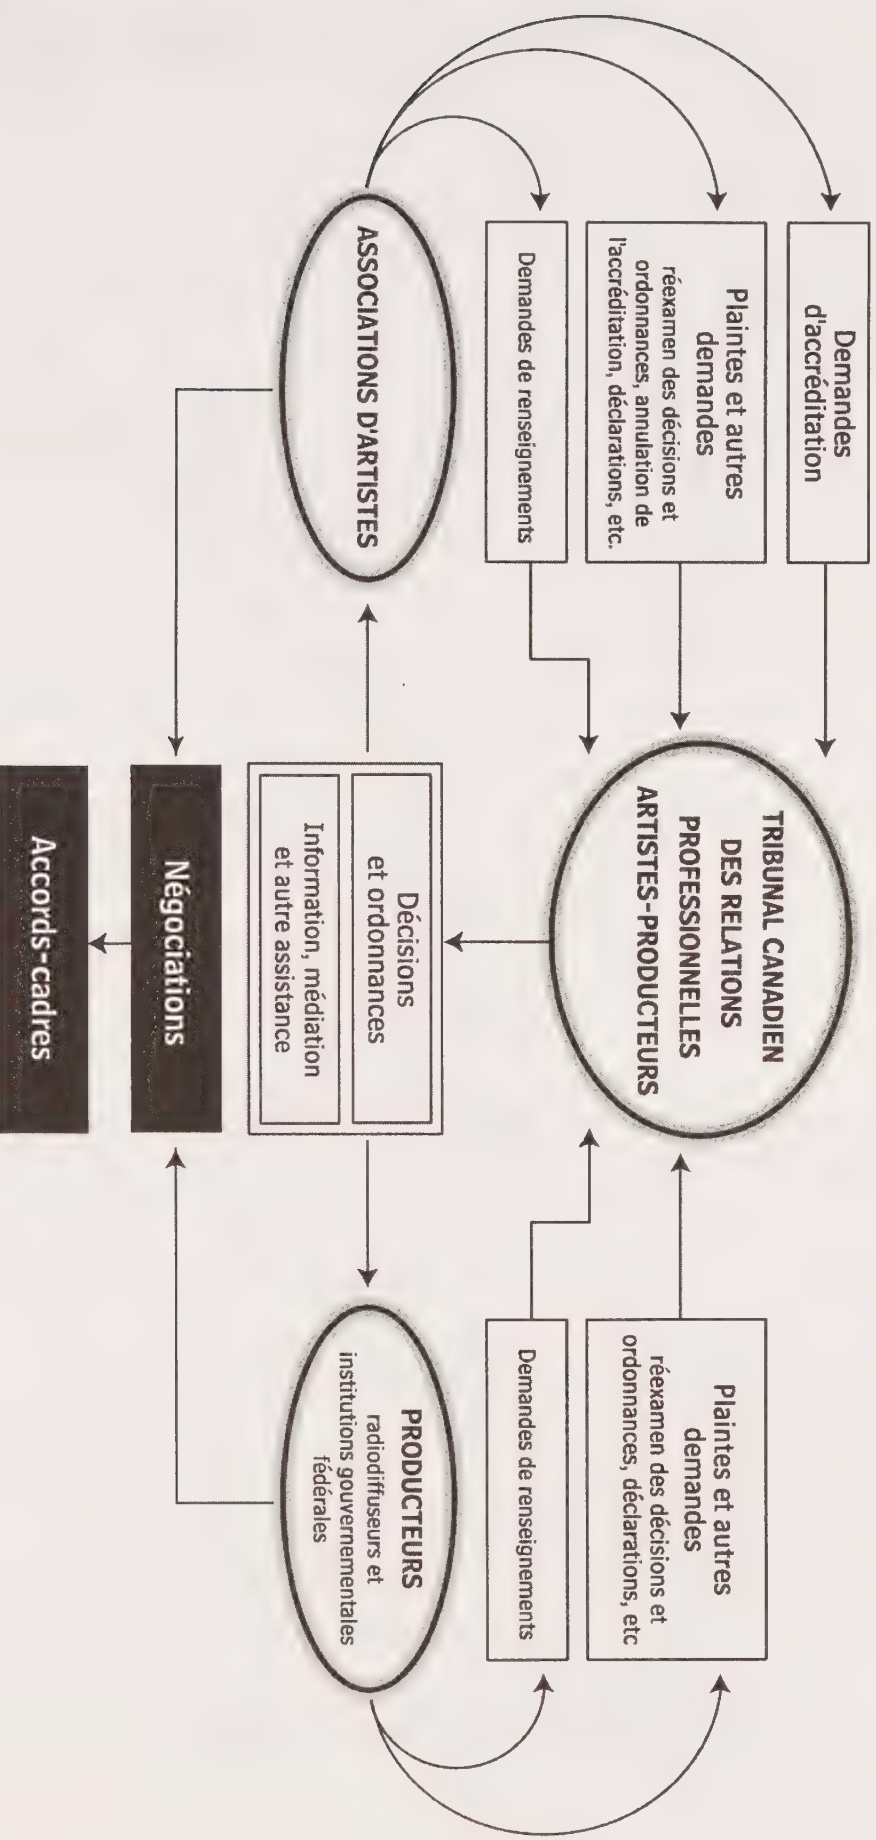 Demandes
d'accréditation
Plaintes et autres
demandes
réexamen des décisions et
ordonnances, annulation de
l'accréditation, déclarations, etc.
Demandes de renseignements
ASSOCIATIONS D'ARTISTES
TRIBUNAL CANADIEN
DES RELATIONS
PROFESSIONNELLES
ARTISTES-PRODUCTEURS
Décisions
et ordonnances
Information, médiation
et autre assistance
Négociations
Accords-cadres
Plaintes et autres
demandes
réexamen des décisions et
ordonnances, déclarations, etc
Demandes de renseignements
PRODUCTEURS
radiodiffuseurs et
institutions gouvernementales
fédérales